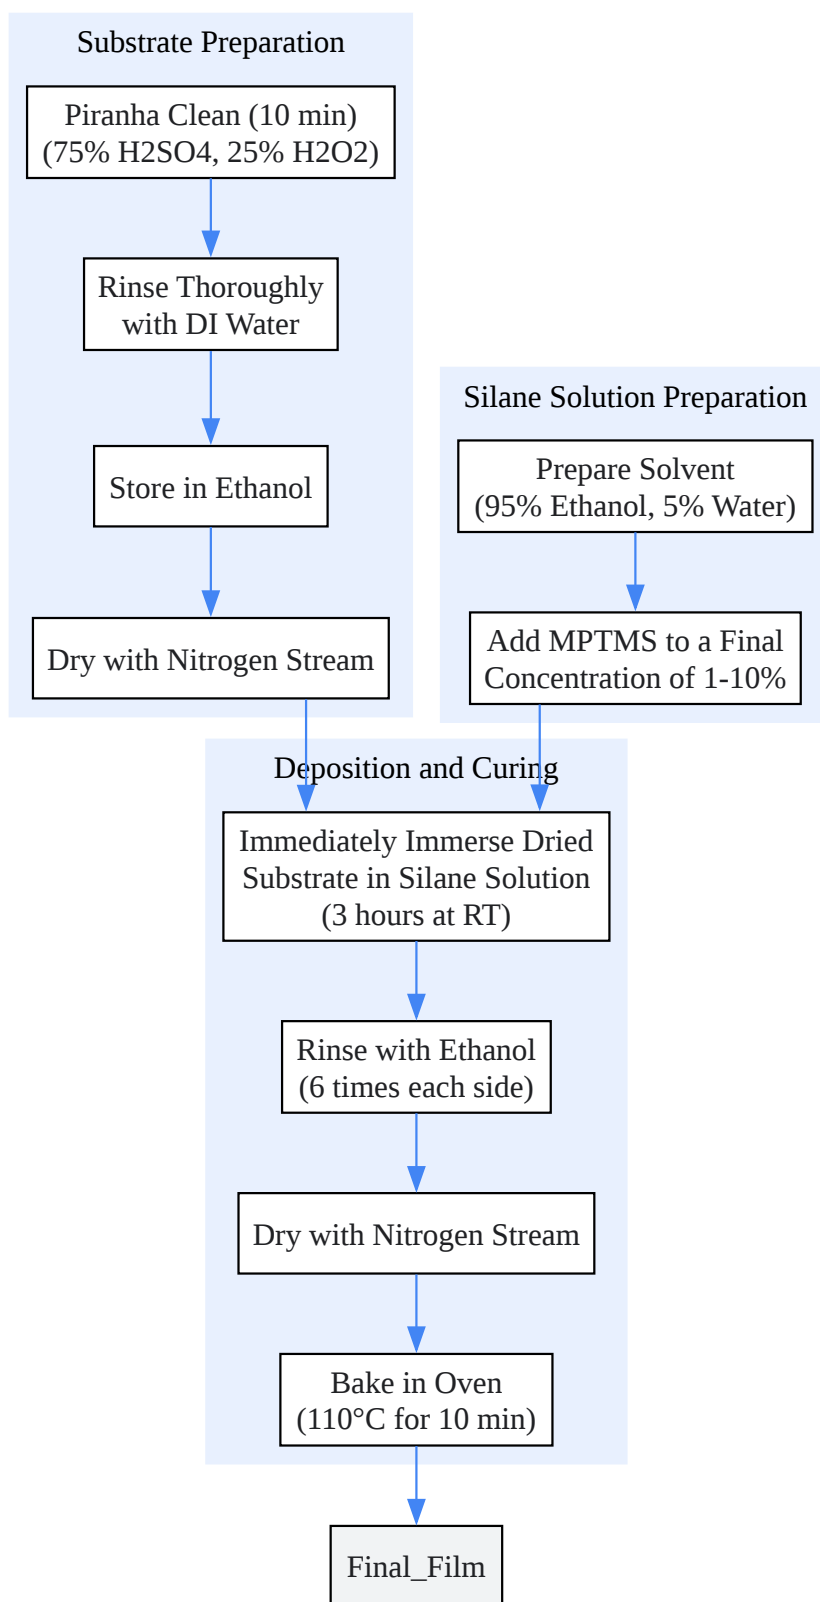 Substrate Preparation
Piranha Clean (10 min)
(75% H2SO4, 25% H2O2)
Rinse Thoroughly
with DI Water
Store in Ethanol
Dry with Nitrogen Stream
Silane Solution Preparation
Prepare Solvent
(95% Ethanol, 5% Water)
Add MPTMS to a Final
Concentration of 1-10%
Deposition and Curing
Immediately Immerse Dried
Substrate in Silane Solution
(3 hours at RT)
Rinse with Ethanol
(6 times each side)
Dry with Nitrogen Stream
Bake in Oven
(110°C for 10 min)
Final_Film